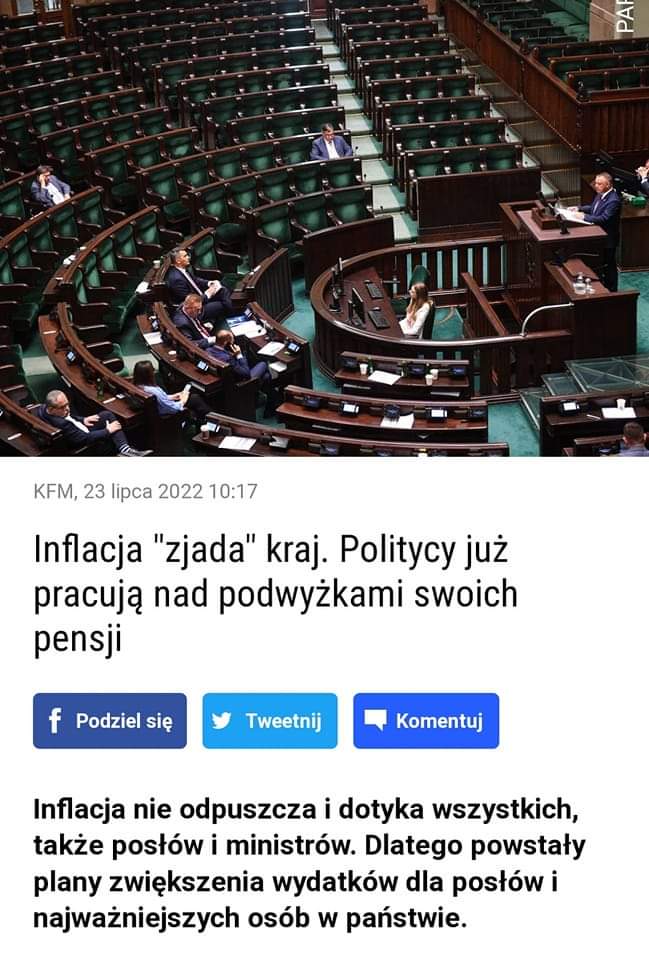 PAP
KFM, 23 lipca 2022 10:17
Inflacja "zjada" kraj. Politycy już
pracują nad podwyżkami swoich
pensji
Podziel się
Tweetnij
Komentuj
Inflacja nie odpuszcza i dotyka wszystkich,
także posłów i ministrów. Dlatego powstały
plany zwiększenia wydatków dla posłów i
najważniejszych osób w państwie.